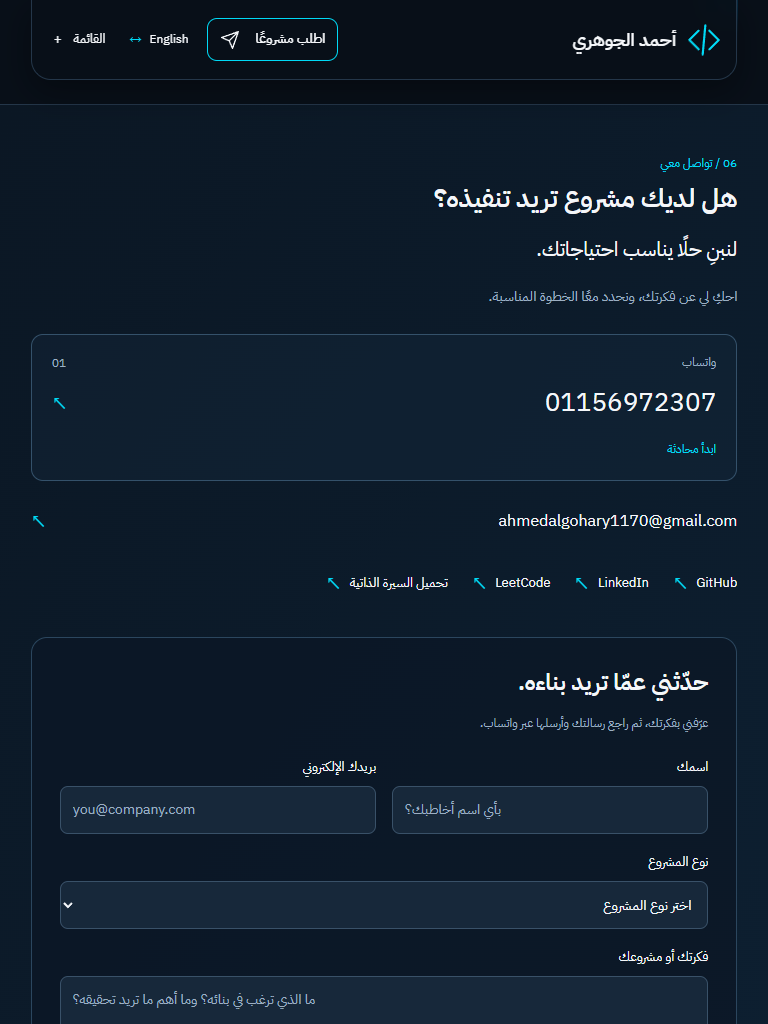 أحمد الجوهري
اطلب مشروعًا
English ↔
القائمة +
06 / تواصل معي
هل لديك مشروع تريد تنفيذه؟
لنبنِ حلًا يناسب احتياجاتك.
احكِ لي عن فكرتك، ونحدد معًا الخطوة المناسبة.
واتساب
01
01156972307
ابدأ محادثة
ahmedalgohary1170@gmail.com
GitHub
LinkedIn
LeetCode
تحميل السيرة الذاتية
حدّثني عمّا تريد بناءه.
عرّفني بفكرتك، ثم راجع رسالتك وأرسلها عبر واتساب.
اسمك
بأي اسم أخاطبك؟
بريدك الإلكتروني
you@company.com
نوع المشروع
اختر نوع المشروع
فكرتك أو مشروعك
ما الذي ترغب في بنائه؟ وما أهم ما تريد تحقيقه؟